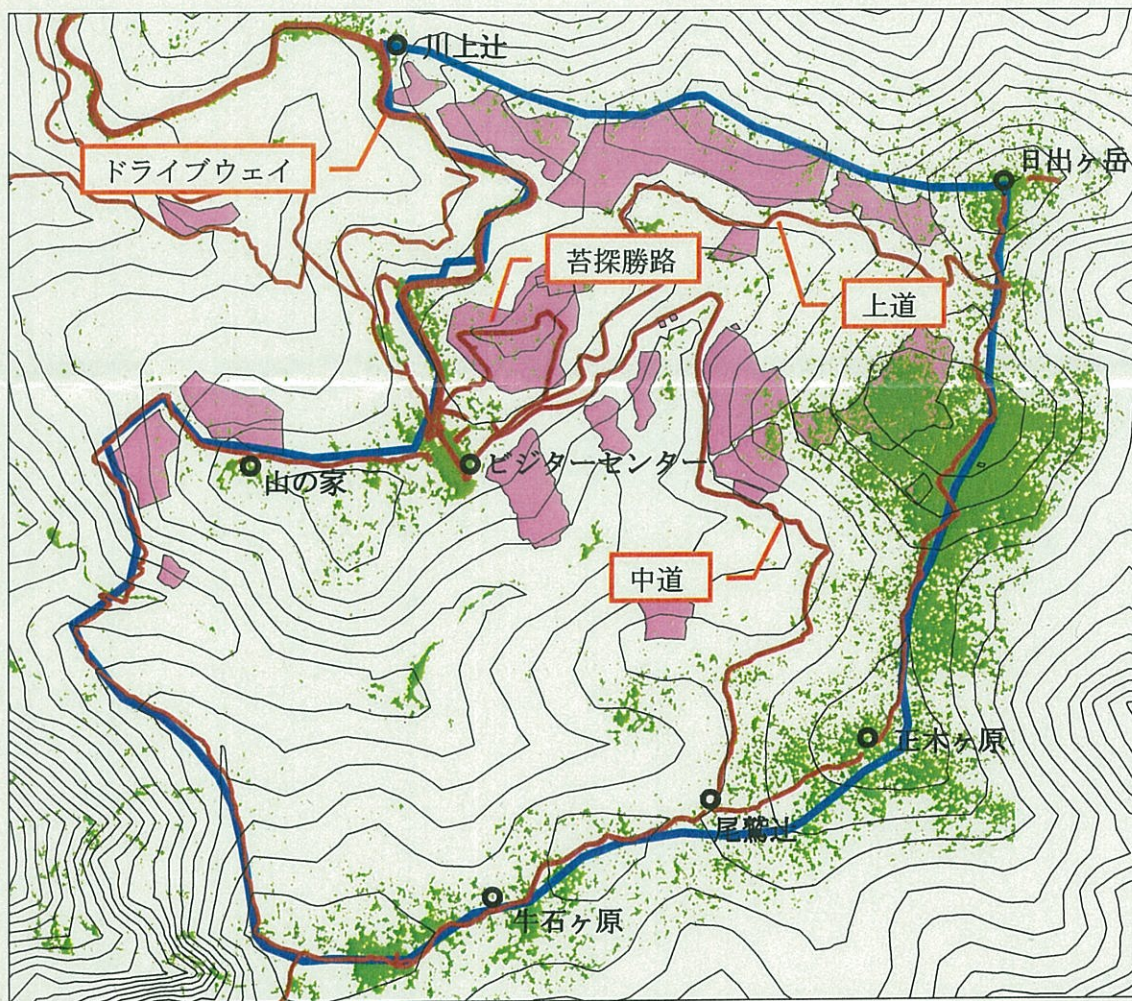 川上辻
ドライブウェイ
日出ヶ岳
苔探勝路
上道
ビジターセンター
山の家
中道
正木ヶ原
尾鷲辻
牛石ヶ原